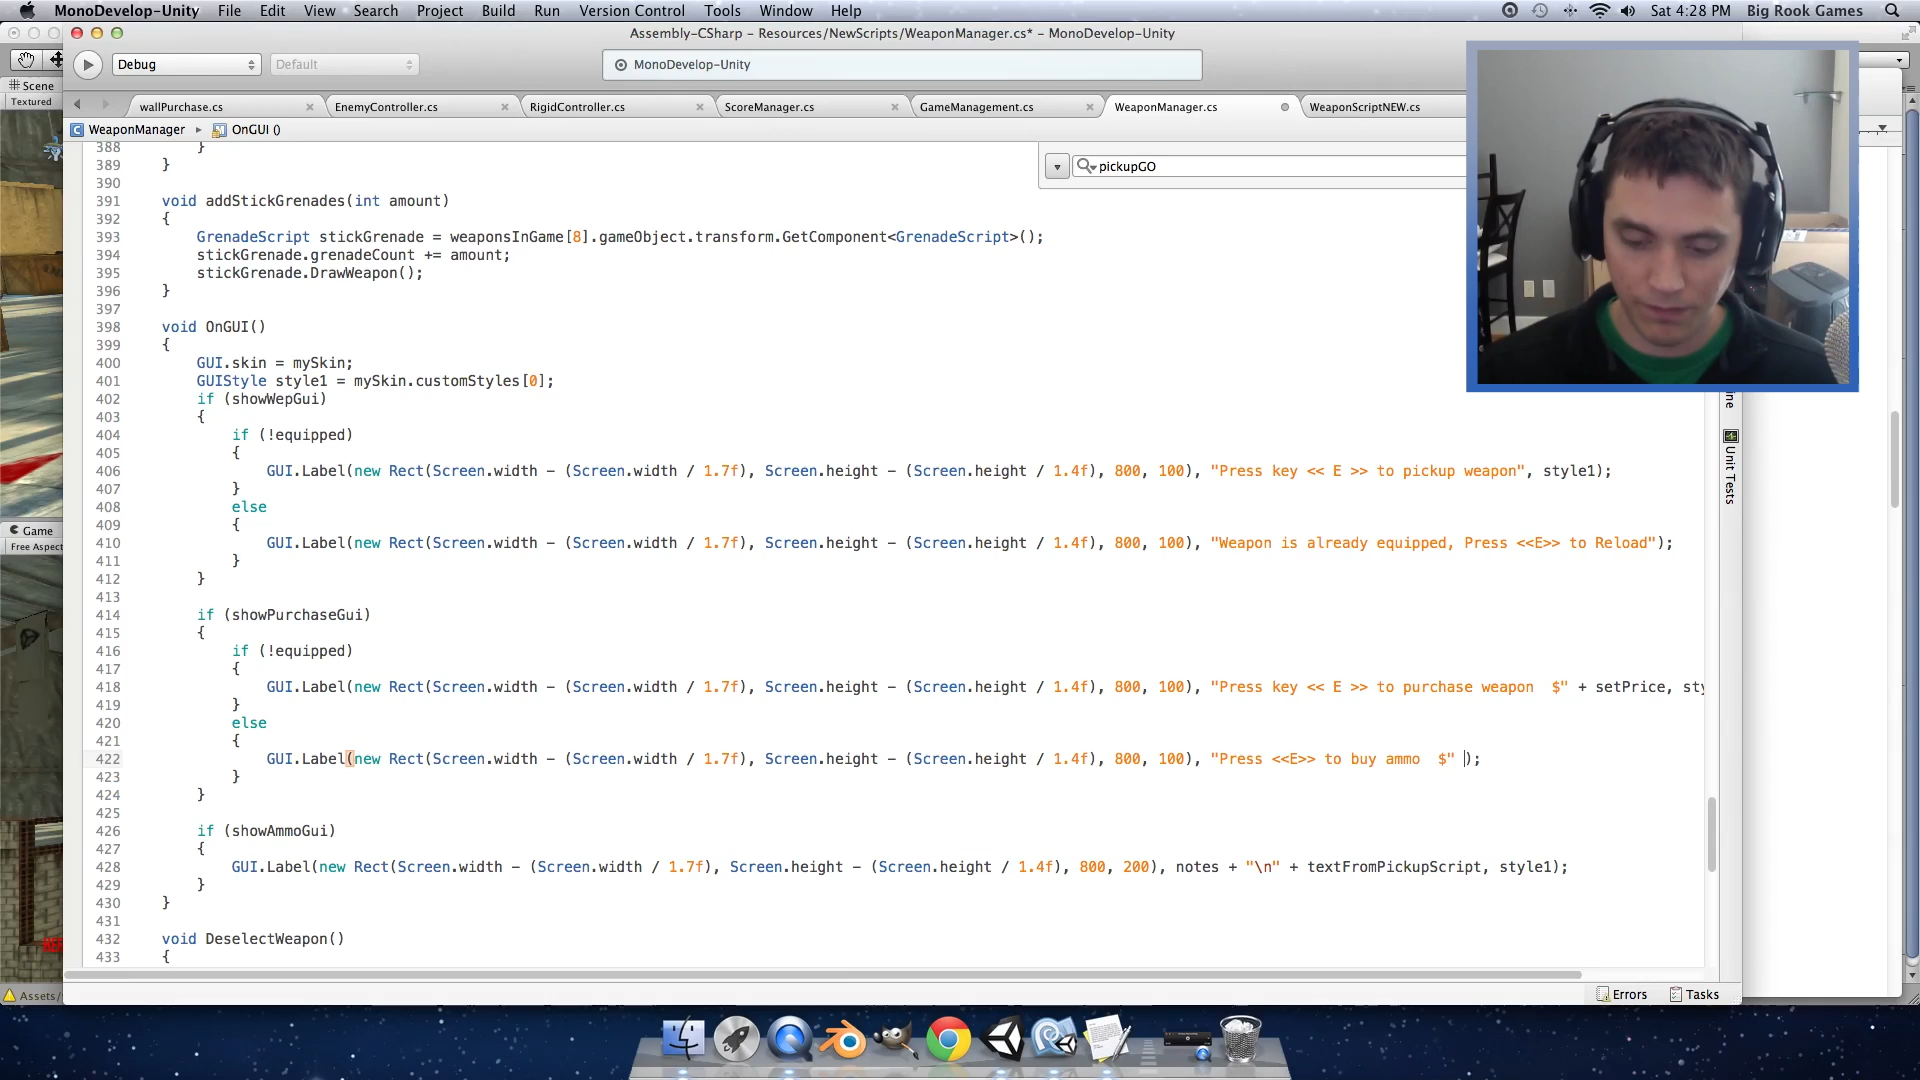 MonoDevelop-Unity File Edit View Search Project Build Run Version Control Tools Window Help Sat 4:28 PM Big Rook Games
Assembly-CSharp - Resources/NewScripts/WeaponManager.cs* - MonoDevelop-Unity
Debug Default MonoDevelop-Unity
Scene
Textured
wallPurchase.cs EnemyController.cs RigidController.cs ScoreManager.cs GameManagement.cs WeaponManager.cs WeaponScriptNEW.cs
WeaponManager OnGUI ()
pickupGO
388 }
389 }
390
391 void addStickGrenades(int amount)
392 {
393 GrenadeScript stickGrenade = weaponsInGame[8].gameObject.transform.GetComponent<GrenadeScript>();
394 stickGrenade.grenadeCount += amount;
395 stickGrenade.DrawWeapon();
396 }
397
398 void OnGUI()
399 {
400 GUI.skin = mySkin;
401 GUIStyle style1 = mySkin.customStyles[0];
402 if (showWepGui)
403 {
404 if (!equipped)
405 {
406 GUI.Label(new Rect(Screen.width - (Screen.width / 1.7f), Screen.height - (Screen.height / 1.4f), 800, 100), "Press key << E >> to pickup weapon", style1);
407 }
408 else
409 {
410 GUI.Label(new Rect(Screen.width - (Screen.width / 1.7f), Screen.height - (Screen.height / 1.4f), 800, 100), "Weapon is already equipped, Press <<E>> to Reload");
411 }
412 }
413
414 if (showPurchaseGui)
415 {
416 if (!equipped)
417 {
418 GUI.Label(new Rect(Screen.width - (Screen.width / 1.7f), Screen.height - (Screen.height / 1.4f), 800, 100), "Press key << E >> to purchase weapon  $" + setPrice, sty
419 }
420 else
421 {
422 GUI.Label(new Rect(Screen.width - (Screen.width / 1.7f), Screen.height - (Screen.height / 1.4f), 800, 100), "Press <<E>> to buy ammo  $" );
423 }
424 }
425
426 if (showAmmoGui)
427 {
428 GUI.Label(new Rect(Screen.width - (Screen.width / 1.7f), Screen.height - (Screen.height / 1.4f), 800, 200), notes + "\n" + textFromPickupScript, style1);
429 }
430 }
431
432 void DeselectWeapon()
433 {
Game
Free Aspect
Unit Tests
Assets/
Errors Tasks